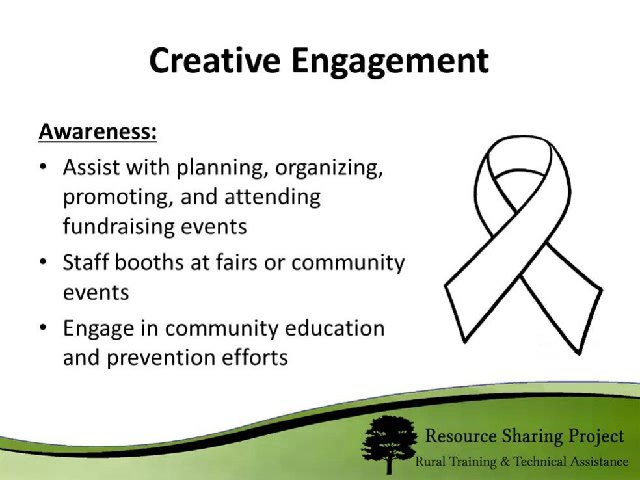 Creative Engagement
Awareness:
• Assist with planning, organizing,
promoting, and attending
fundraising events
• Staff booths at fairs or community
events
• Engage in community education
and prevention efforts
Resource Sharing Project
Rural Training & Technical Assistance